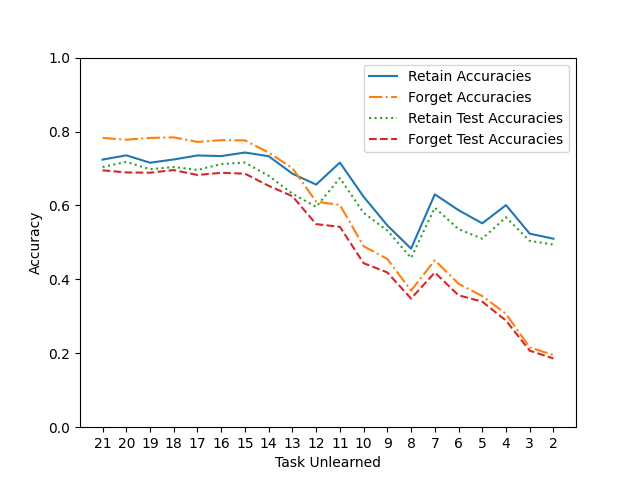 Retain Accuracies
Forget Accuracies
Retain Test Accuracies
Forget Test Accuracies
Accuracy
1.0
0.8
0.6
0.4
0.2
0.0
21 20 19 18 17 16 15 14 13 12 11 10 9 8 7 6 5 4 3 2
Task Unlearned